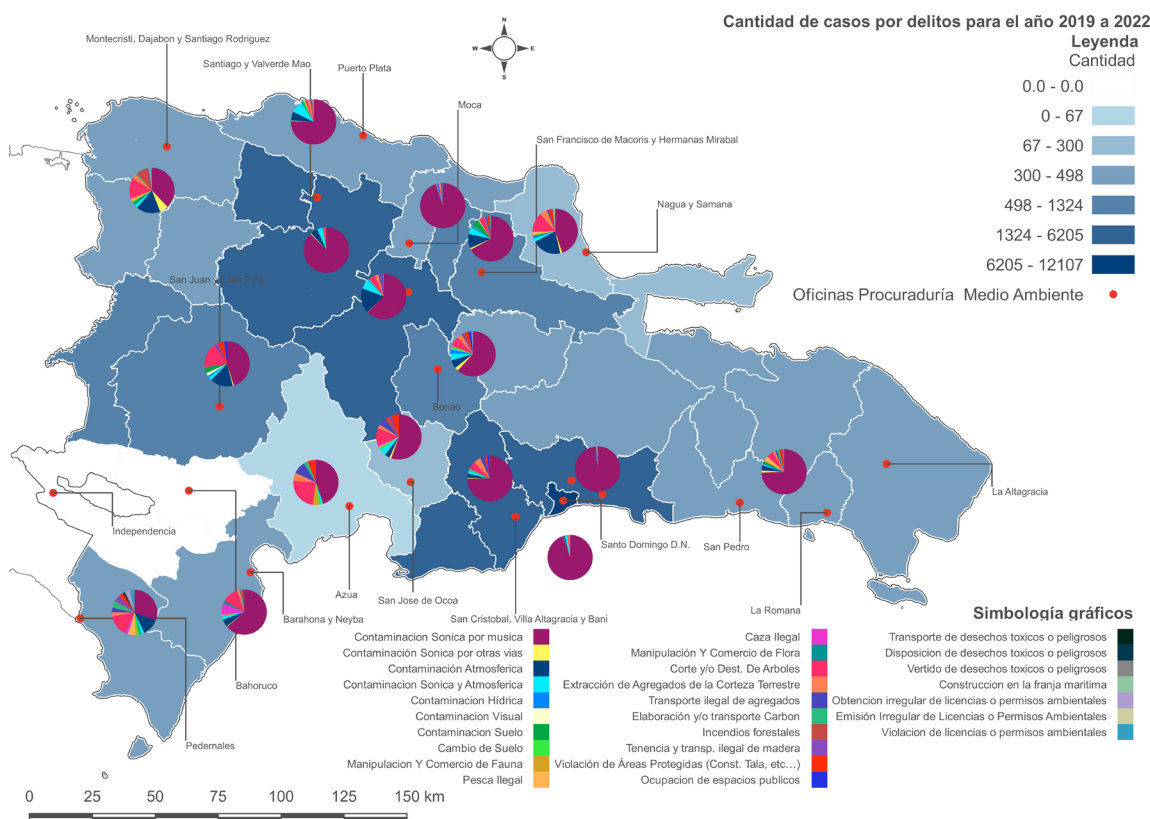 Cantidad de casos por delitos para el año 2019 a 2022
Leyenda
Cantidad
0.0 - 0.0
0 - 67
67 - 300
300 - 498
498 - 1324
1324 - 6205
6205 - 12107
Oficinas Procuraduría Medio Ambiente
N
W E
S
Montecristi, Dajabon y Santiago Rodriguez
Santiago y Valverde Mao
Puerto Plata
Moca
San Francisco de Macoris y Hermanas Mirabal
Nagua y Samana
San Juan y Elias Piña
Bonao
La Altagracia
Independencia
Santo Domingo D.N.
San Pedro
Azua
San Jose de Ocoa
La Romana
Barahona y Neyba
San Cristobal, Villa Altagracia y Bani
Bahoruco
Pedernales
Simbología gráficos
Contaminacion Sonica por musica
Contaminación Sonica por otras vias
Contaminación Atmosferica
Contaminacion Sonica y Atmosferica
Contaminacion Hídrica
Contaminacion Visual
Contaminacion Suelo
Cambio de Suelo
Manipulacion Y Comercio de Fauna
Pesca Ilegal
Caza Ilegal
Manipulación Y Comercio de Flora
Corte y/o Dest. De Arboles
Extracción de Agregados de la Corteza Terrestre
Transporte ilegal de agregados
Elaboración y/o transporte Carbon
Incendios forestales
Tenencia y transp. ilegal de madera
Violación de Áreas Protegidas (Const. Tala, etc…)
Ocupacion de espacios publicos
Transporte de desechos toxicos o peligrosos
Disposicion de desechos toxicos o peligrosos
Vertido de desechos toxicos o peligrosos
Construccion en la franja maritima
Obtencion irregular de licencias o permisos ambientales
Emisión Irregular de Licencias o Permisos Ambientales
Violacion de licencias o permisos ambientales
0 25 50 75 100 125 150 km